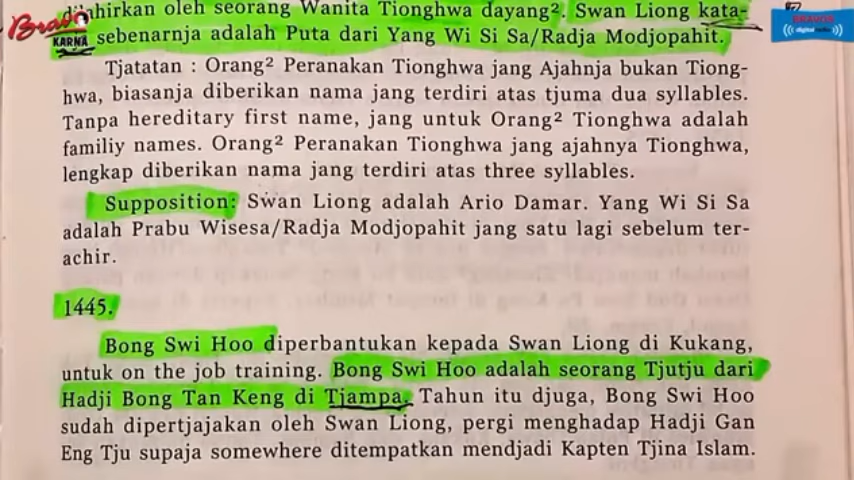 Bravo
KARNA
BRAVOS
digital radio
dilahirkan oleh seorang Wanita Tionghwa dayang². Swan Liong kata-
sebenarnja adalah Puta dari Yang Wi Si Sa/Radja Modjopahit.
Tjatatan : Orang² Peranakan Tionghwa jang Ajahnja bukan Tiong-
hwa, biasanja diberikan nama jang terdiri atas tjuma dua syllables.
Tanpa hereditary first name, jang untuk Orang² Tionghwa adalah
familiy names. Orang² Peranakan Tionghwa jang ajahnya Tionghwa,
lengkap diberikan nama jang terdiri atas three syllables.
Supposition: Swan Liong adalah Ario Damar. Yang Wi Si Sa
adalah Prabu Wisesa/Radja Modjopahit jang satu lagi sebelum ter-
achir.
1445.
Bong Swi Hoo diperbantukan kepada Swan Liong di Kukang,
untuk on the job training. Bong Swi Hoo adalah seorang Tjutju dari
Hadji Bong Tan Keng di Tjampa. Tahun itu djuga, Bong Swi Hoo
sudah dipertjajakan oleh Swan Liong, pergi menghadap Hadji Gan
Eng Tju supaja somewhere ditempatkan mendjadi Kapten Tjina Islam.